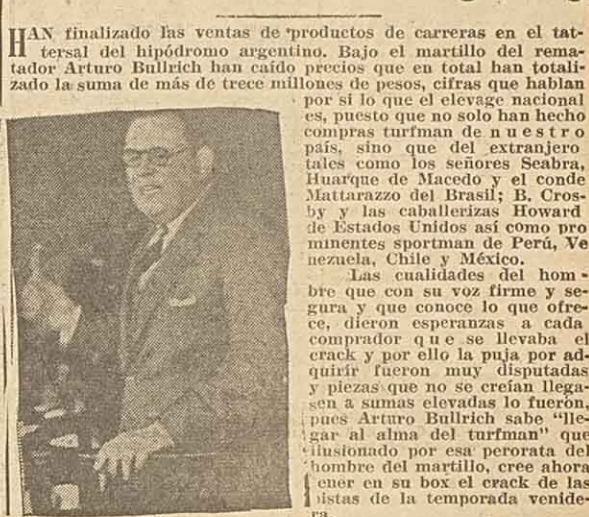 HAN finalizado las ventas de productos de carreras en el tat-
tersal del hipódromo argentino. Bajo el martillo del rema-
tador Arturo Bullrich han caído precios que en total han totali-
zado la suma de más de trece millones de pesos, cifras que hablan
por si lo que el elevage nacional
es, puesto que no solo han hecho
compras turfman de nuestro
país, sino que del extranjero
tales como los señores Seabra,
Huarque de Macedo y el conde
Mattarazzo del Brasil; B. Cros-
by y las caballerizas Howard
de Estados Unidos así como pro
minentes sportman de Perú, Ve
nezuela, Chile y México.
Las cualidades del hom-
bre que con su voz firme y se-
gura y que conoce lo que ofre-
ce, dieron esperanzas a cada
comprador que se llevaba el
crack y por ello la puja por ad-
quirir fueron muy disputadas
y piezas que no se creían llega-
sen a sumas elevadas lo fueron,
pues Arturo Bullrich sabe "lle-
gar al alma del turfman" que
ilusionado por esa perorata del
hombre del martillo, cree ahora
tener en su box el crack de las
pistas de la temporada venide-
ra